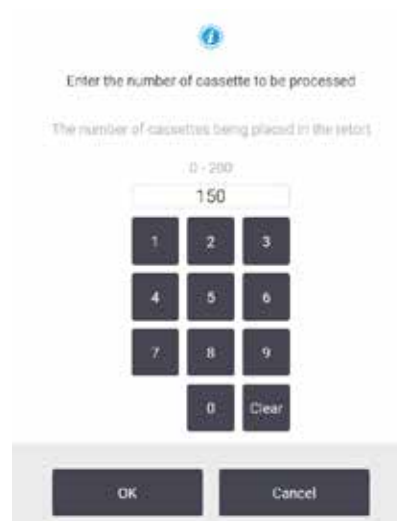 Enter the number of cassette to be processed
The number of cassettes being placed in the retort
0 - 200
150
1 2 3
4 5 6
7 8 9
0 Clear
OK Cancel